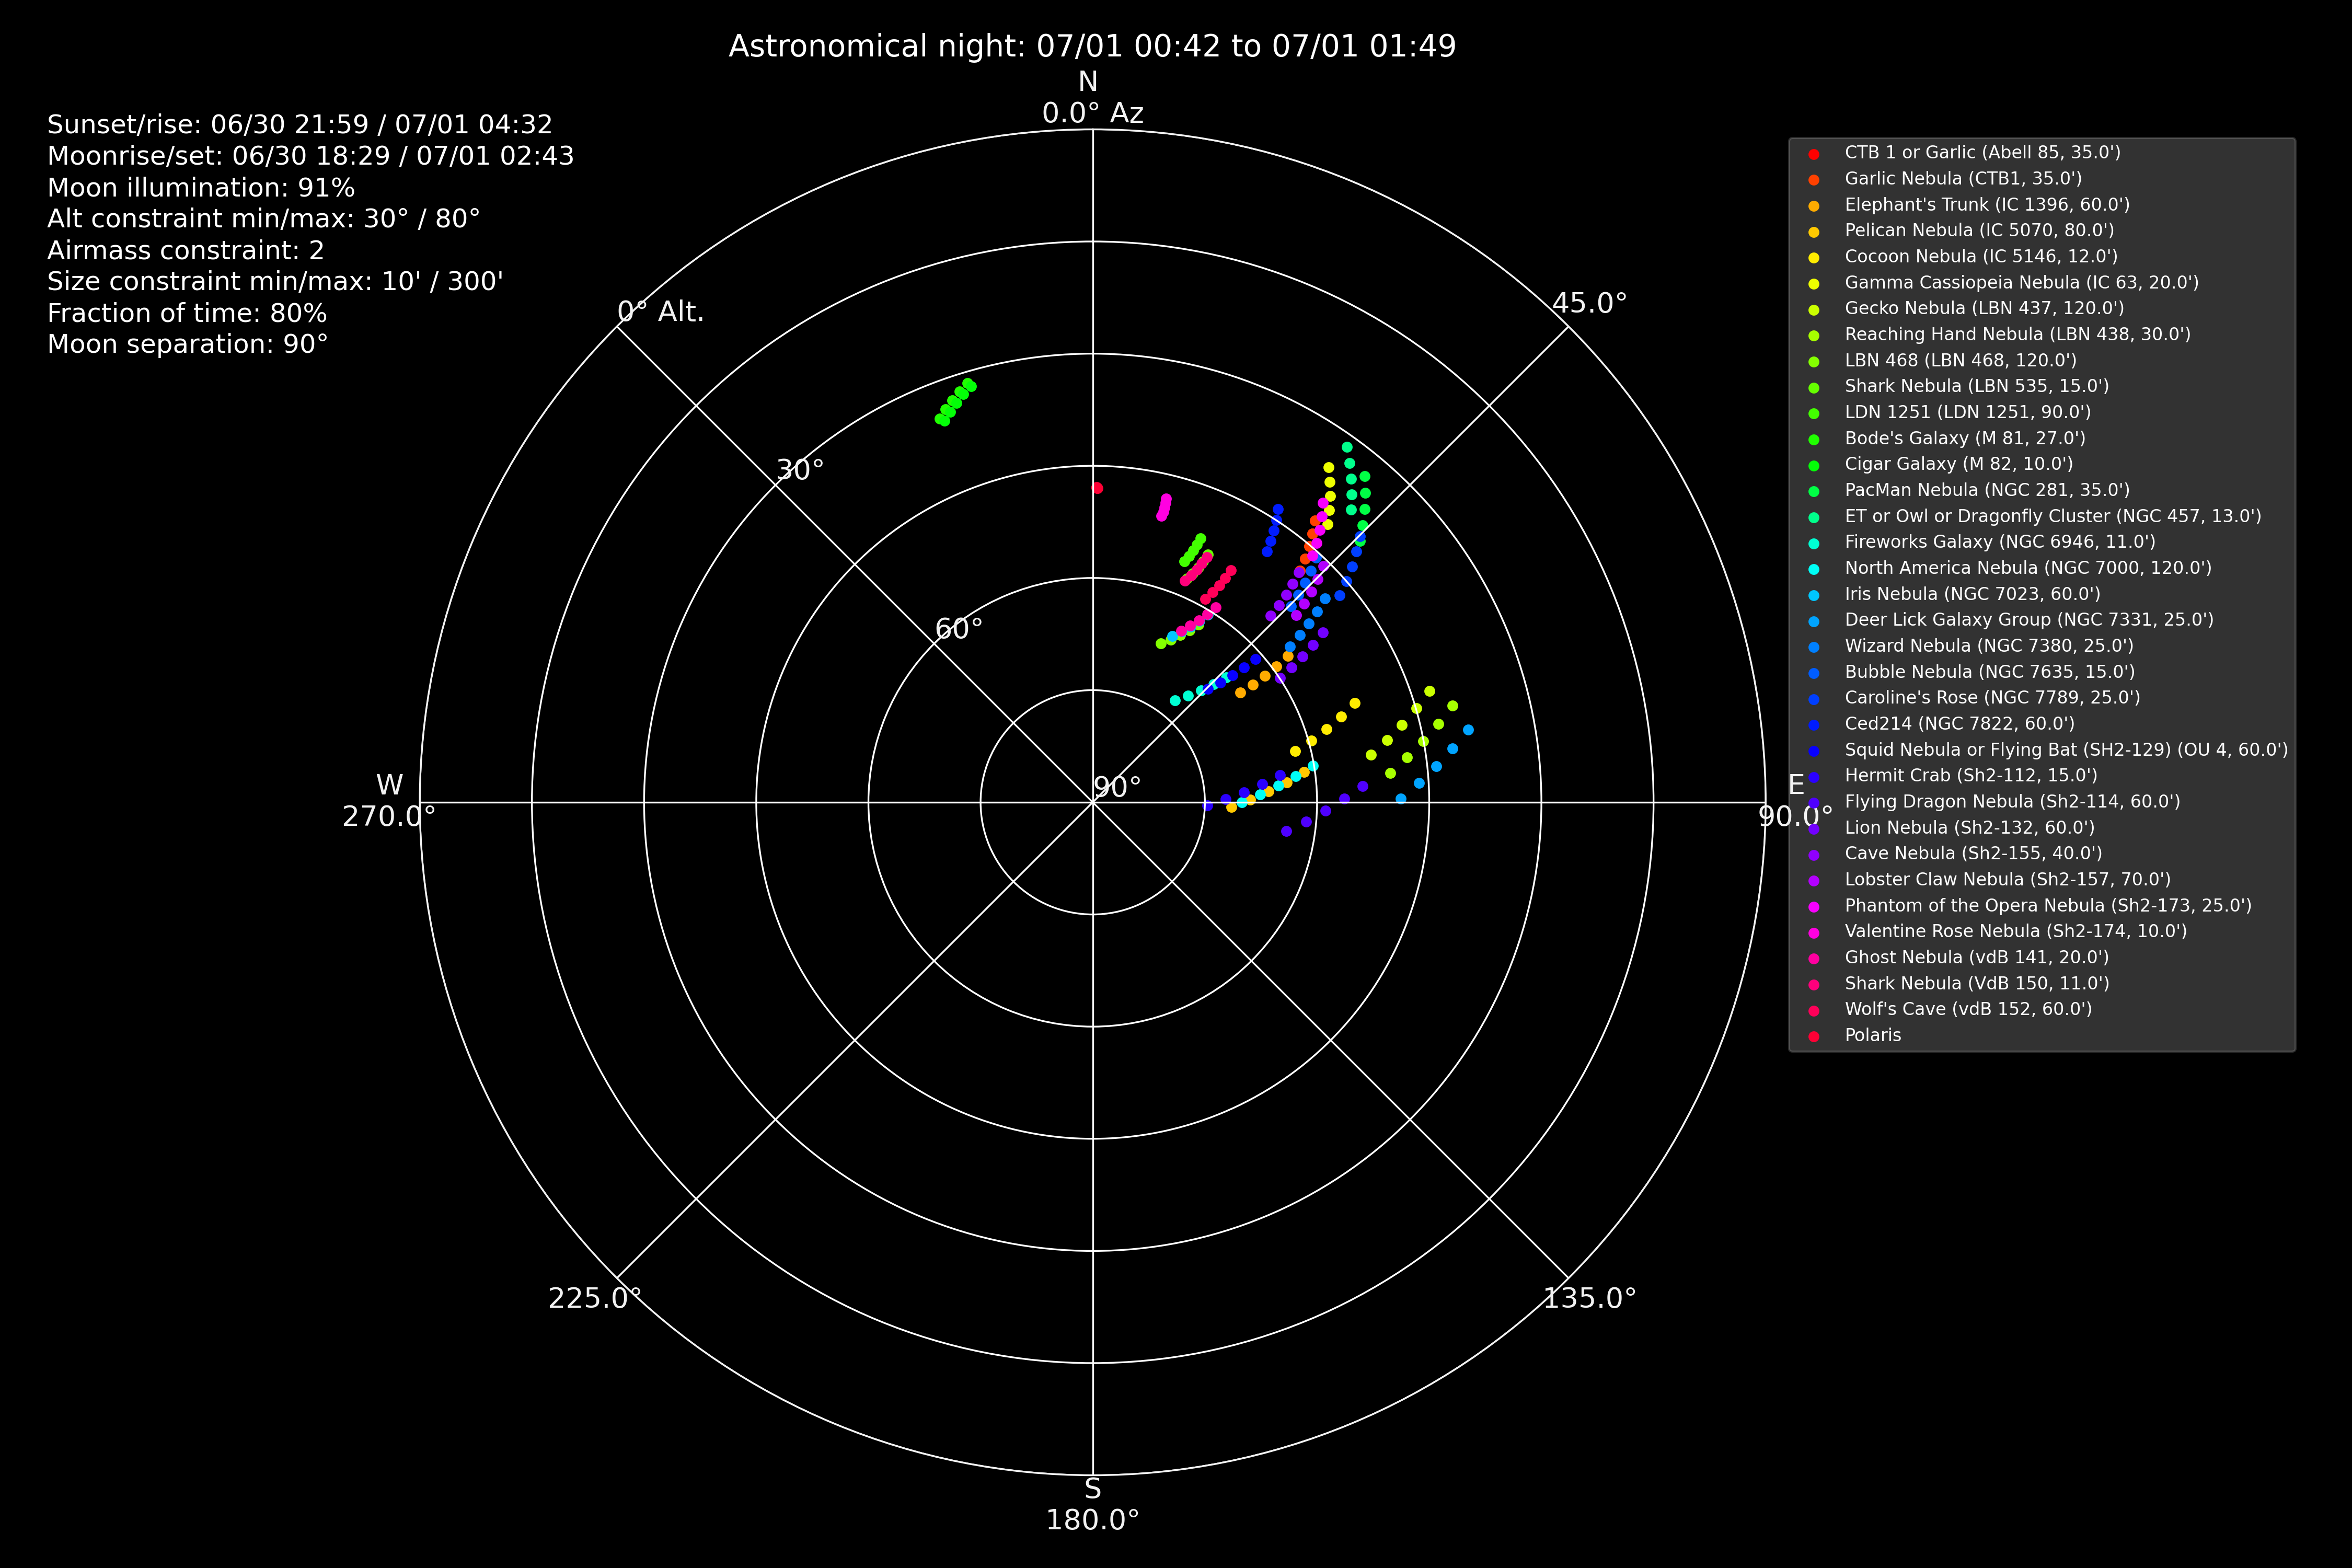 Astronomical night: 07/01 00:42 to 07/01 01:49
N
0.0° Az
Sunset/rise: 06/30 21:59 / 07/01 04:32
Moonrise/set: 06/30 18:29 / 07/01 02:43
Moon illumination: 91%
Alt constraint min/max: 30° / 80°
Airmass constraint: 2
Size constraint min/max: 10' / 300'
Fraction of time: 80%
Moon separation: 90°
0° Alt.
45.0°
30°
60°
90°
W
270.0°
E
90.0°
225.0°
135.0°
S
180.0°
CTB 1 or Garlic (Abell 85, 35.0')
Garlic Nebula (CTB1, 35.0')
Elephant's Trunk (IC 1396, 60.0')
Pelican Nebula (IC 5070, 80.0')
Cocoon Nebula (IC 5146, 12.0')
Gamma Cassiopeia Nebula (IC 63, 20.0')
Gecko Nebula (LBN 437, 120.0')
Reaching Hand Nebula (LBN 438, 30.0')
LBN 468 (LBN 468, 120.0')
Shark Nebula (LBN 535, 15.0')
LDN 1251 (LDN 1251, 90.0')
Bode's Galaxy (M 81, 27.0')
Cigar Galaxy (M 82, 10.0')
PacMan Nebula (NGC 281, 35.0')
ET or Owl or Dragonfly Cluster (NGC 457, 13.0')
Fireworks Galaxy (NGC 6946, 11.0')
North America Nebula (NGC 7000, 120.0')
Iris Nebula (NGC 7023, 60.0')
Deer Lick Galaxy Group (NGC 7331, 25.0')
Wizard Nebula (NGC 7380, 25.0')
Bubble Nebula (NGC 7635, 15.0')
Caroline's Rose (NGC 7789, 25.0')
Ced214 (NGC 7822, 60.0')
Squid Nebula or Flying Bat (SH2-129) (OU 4, 60.0')
Hermit Crab (Sh2-112, 15.0')
Flying Dragon Nebula (Sh2-114, 60.0')
Lion Nebula (Sh2-132, 60.0')
Cave Nebula (Sh2-155, 40.0')
Lobster Claw Nebula (Sh2-157, 70.0')
Phantom of the Opera Nebula (Sh2-173, 25.0')
Valentine Rose Nebula (Sh2-174, 10.0')
Ghost Nebula (vdB 141, 20.0')
Shark Nebula (VdB 150, 11.0')
Wolf's Cave (vdB 152, 60.0')
Polaris